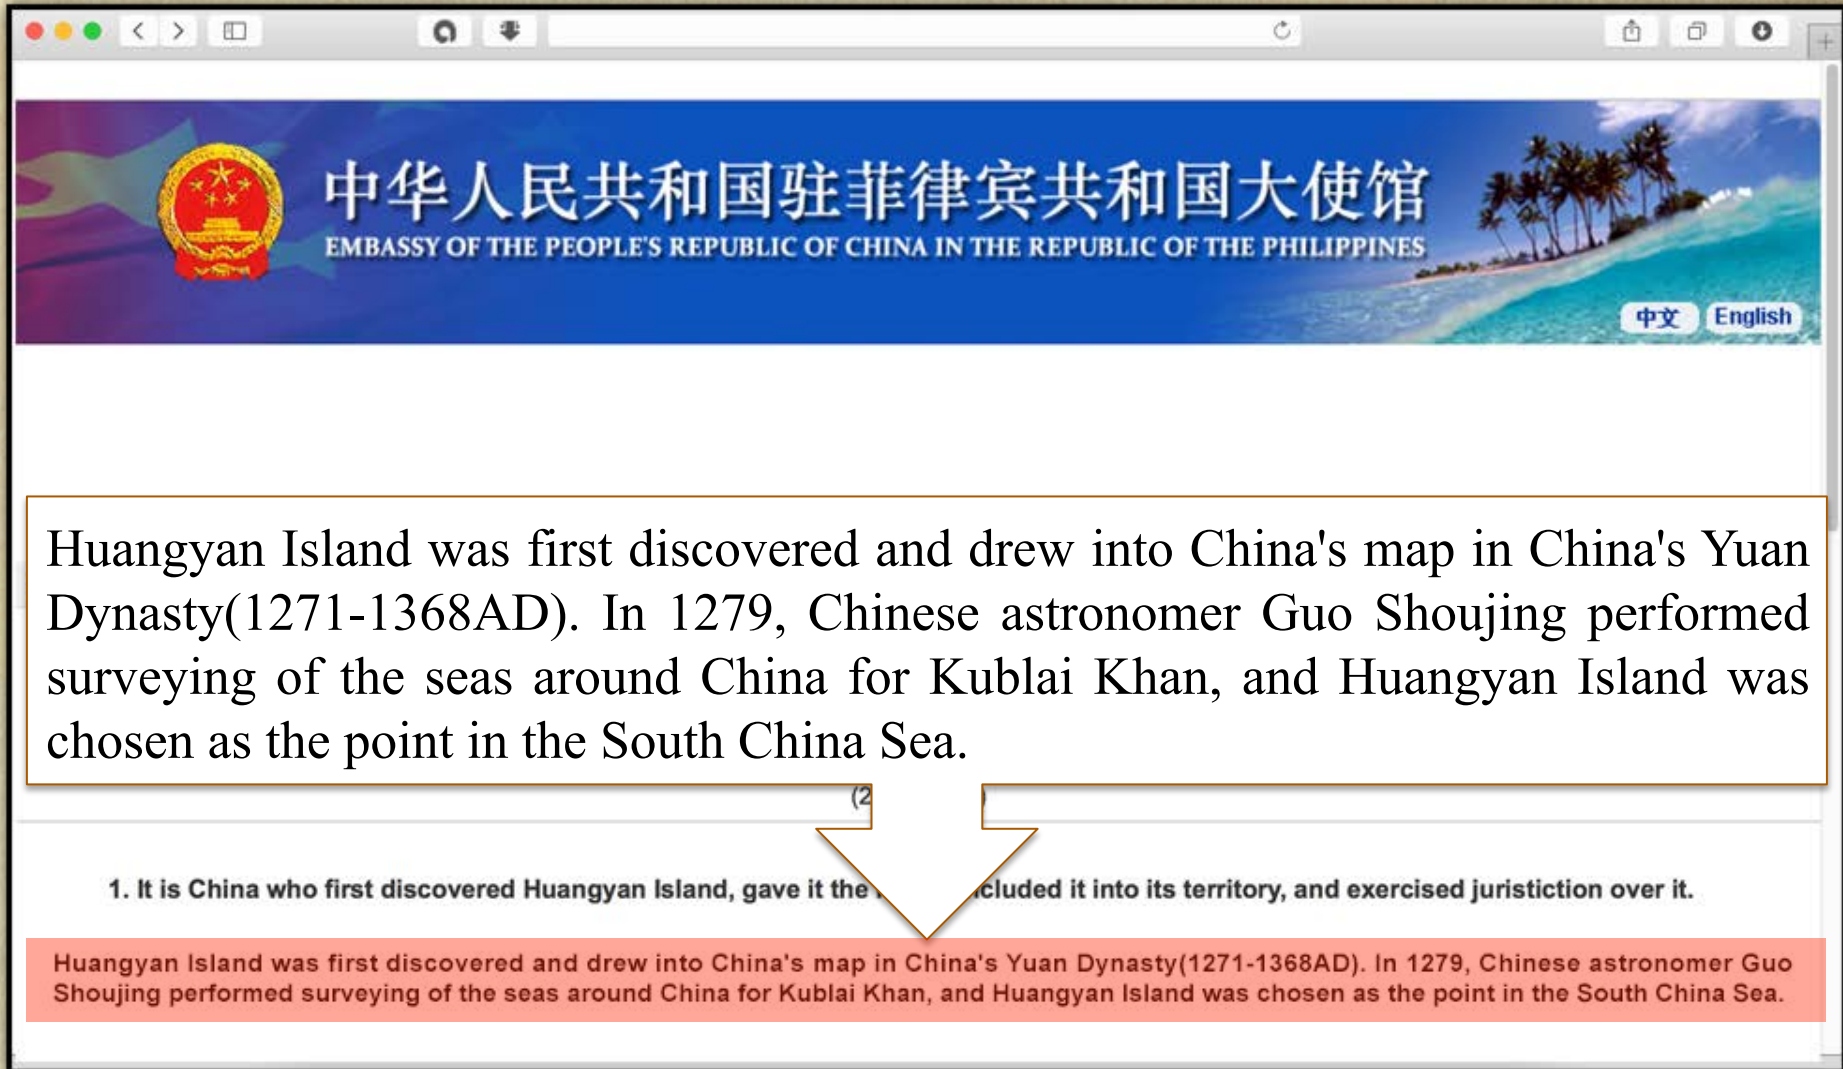 中华人民共和国驻菲律宾共和国大使馆
EMBASSY OF THE PEOPLE'S REPUBLIC OF CHINA IN THE REPUBLIC OF THE PHILIPPINES
中文 English
Huangyan Island was first discovered and drew into China's map in China's Yuan
Dynasty(1271-1368AD). In 1279, Chinese astronomer Guo Shoujing performed
surveying of the seas around China for Kublai Khan, and Huangyan Island was
chosen as the point in the South China Sea.
(2
1. It is China who first discovered Huangyan Island, gave it the cluded it into its territory, and exercised juristiction over it.
Huangyan Island was first discovered and drew into China's map in China's Yuan Dynasty(1271-1368AD). In 1279, Chinese astronomer Guo
Shoujing performed surveying of the seas around China for Kublai Khan, and Huangyan Island was chosen as the point in the South China Sea.